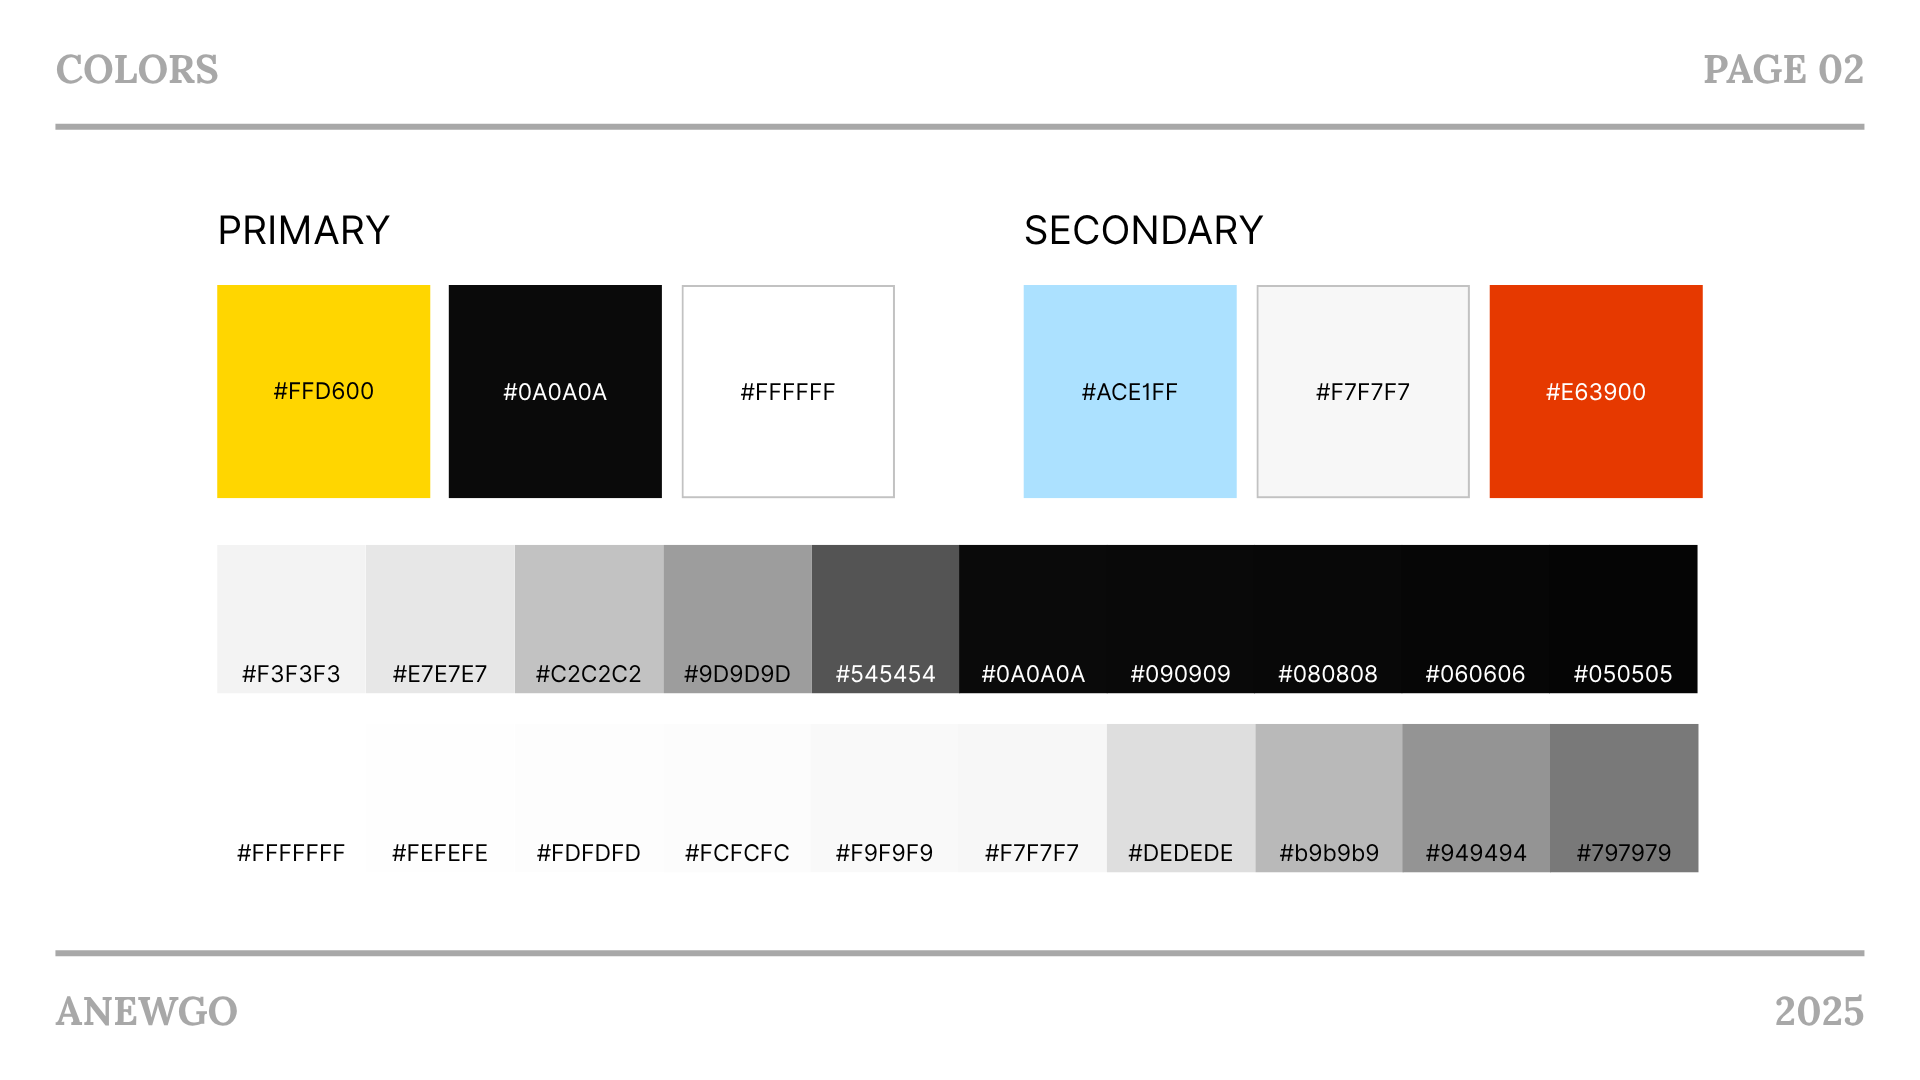 COLORS
PAGE 02
PRIMARY
SECONDARY
#FFD600
#0A0A0A
#FFFFFF
#ACE1FF
#F7F7F7
#E63900
#F3F3F3
#E7E7E7
#C2C2C2
#9D9D9D
#545454
#0A0A0A
#090909
#080808
#060606
#050505
#FFFFFFF
#FEFEFE
#FDFDFD
#FCFCFC
#F9F9F9
#F7F7F7
#DEDEDE
#b9b9b9
#949494
#797979
ANEWGO
2025